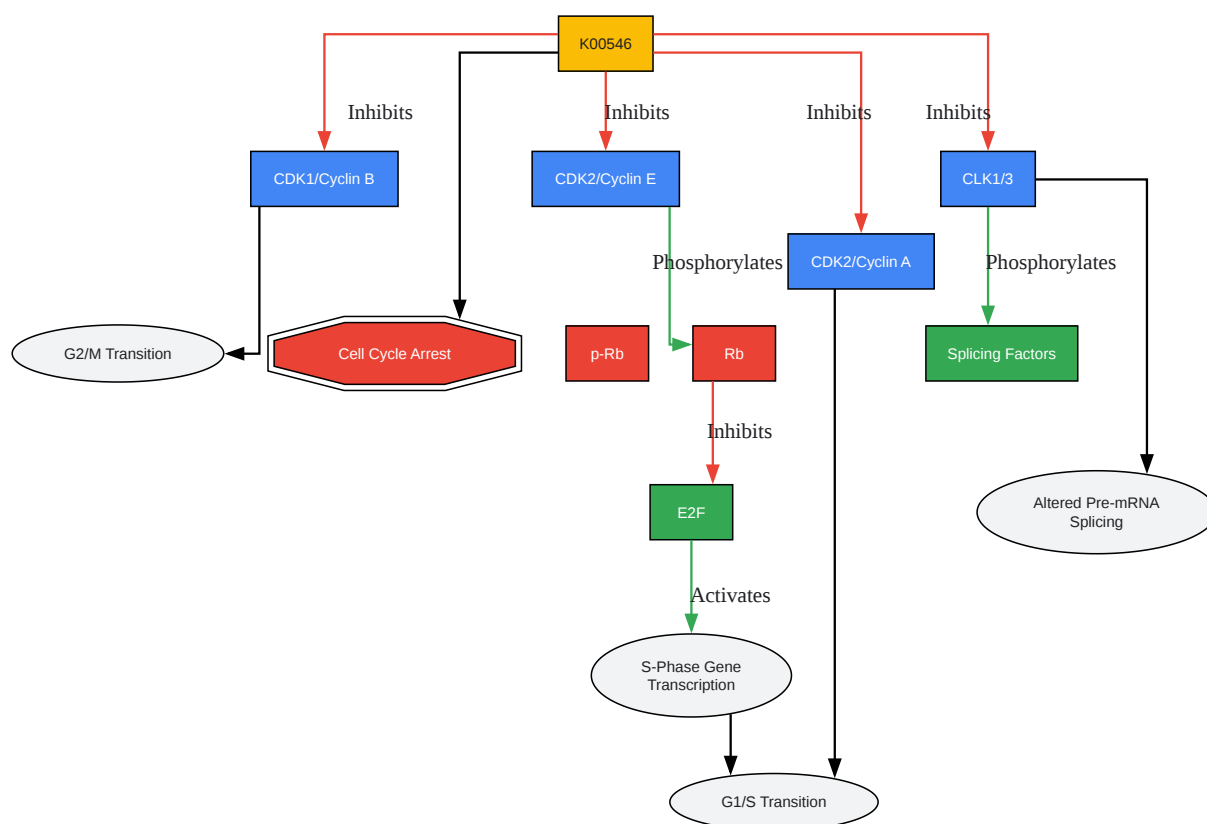 K00546
Inhibits
Inhibits
Inhibits
Inhibits
CDK1/Cyclin B
CDK2/Cyclin E
CLK1/3
Phosphorylates
CDK2/Cyclin A
Phosphorylates
G2/M Transition
Cell Cycle Arrest
p-Rb
Rb
Splicing Factors
Inhibits
E2F
Altered Pre-mRNA
Splicing
Activates
S-Phase Gene
Transcription
G1/S Transition